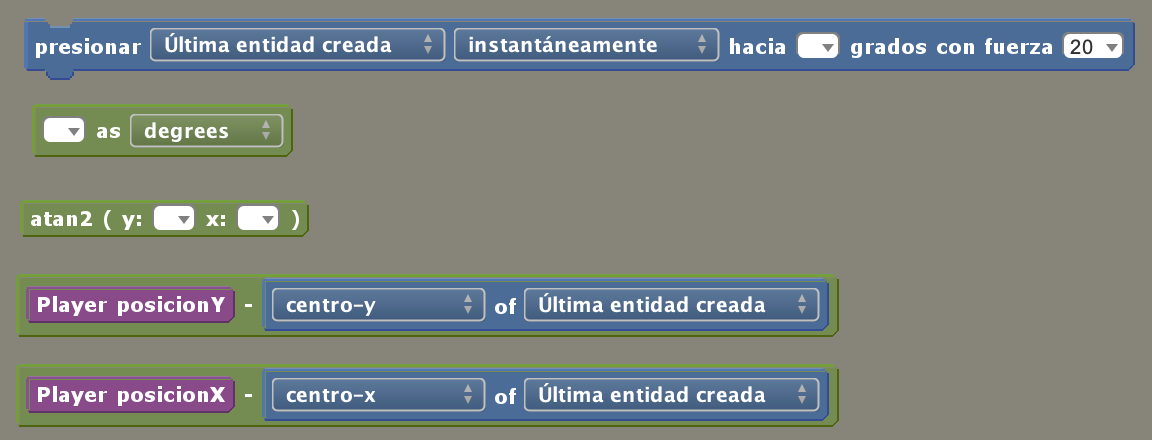 presionar Última entidad creada instantáneamente hacia grados con fuerza 20
as degrees
atan2 ( y: x: )
Player posicionY - centro-y of Última entidad creada
Player posicionX - centro-x of Última entidad creada